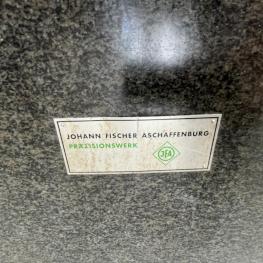 JOHANN FISCHER ASCHAFFENBURG
PRÄZISIONSWERK
JFA